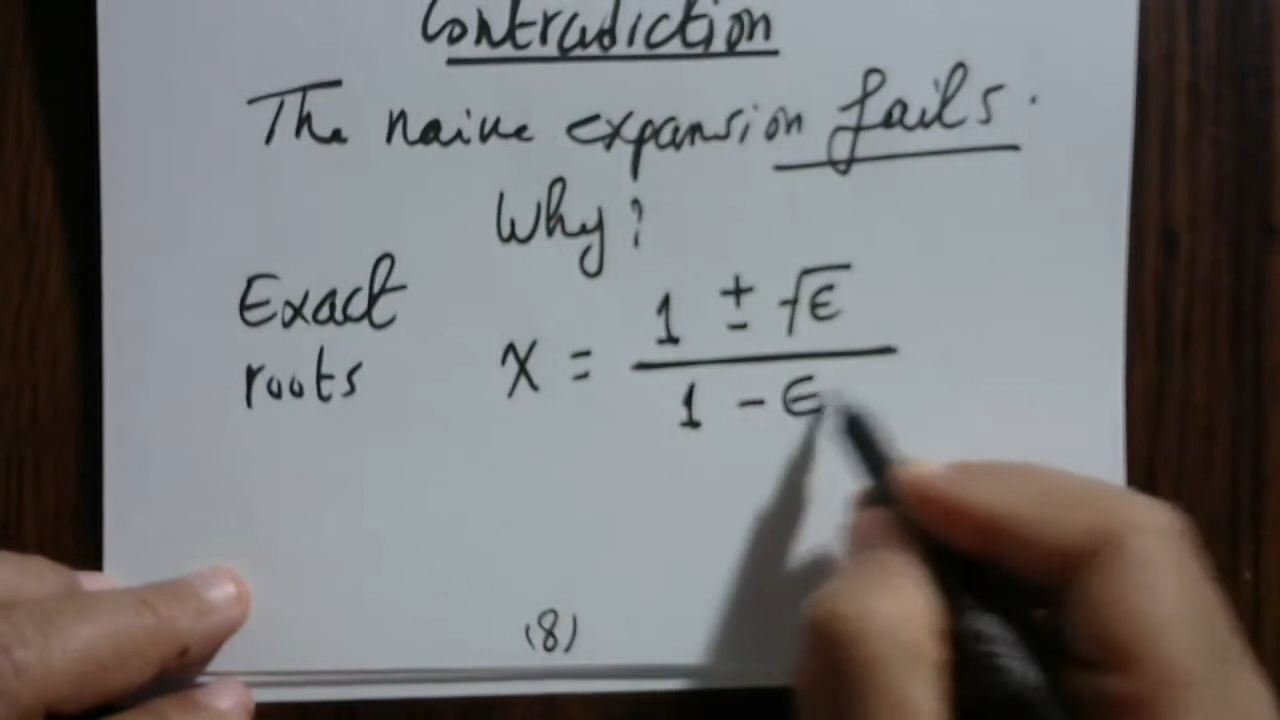 Contradiction
The naive expansion fails.
Why?
Exact roots x = (1 ± √ϵ) / (1 - ϵ)
(8)